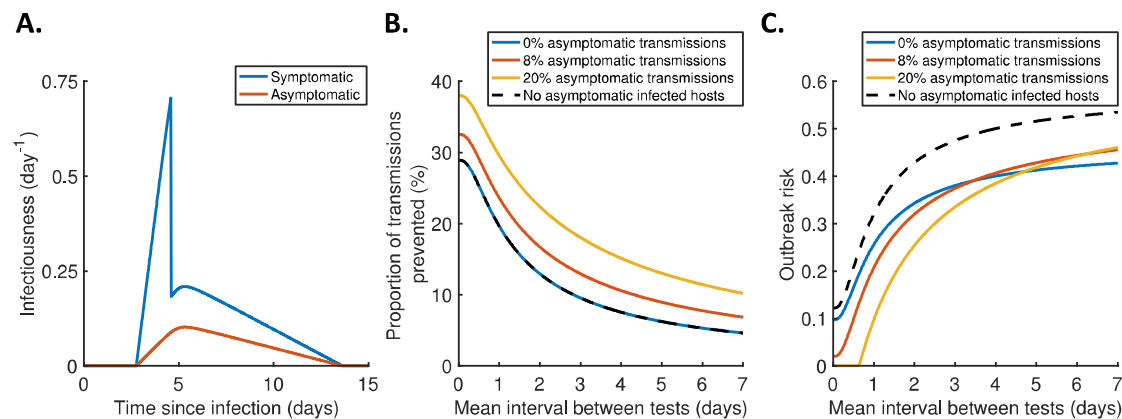 A.
Symptomatic
Asymptomatic
0.75
0.5
0.25
0
0 5 10 15
Infectiousness (day-1)
Time since infection (days)
B.
0% asymptomatic transmissions
8% asymptomatic transmissions
20% asymptomatic transmissions
No asymptomatic infected hosts
40
30
20
10
0
0 1 2 3 4 5 6 7
Proportion of transmissions
prevented (%)
Mean interval between tests (days)
C.
0% asymptomatic transmissions
8% asymptomatic transmissions
20% asymptomatic transmissions
No asymptomatic infected hosts
0.6
0.5
0.4
0.3
0.2
0.1
0
0 1 2 3 4 5 6 7
Outbreak risk
Mean interval between tests (days)